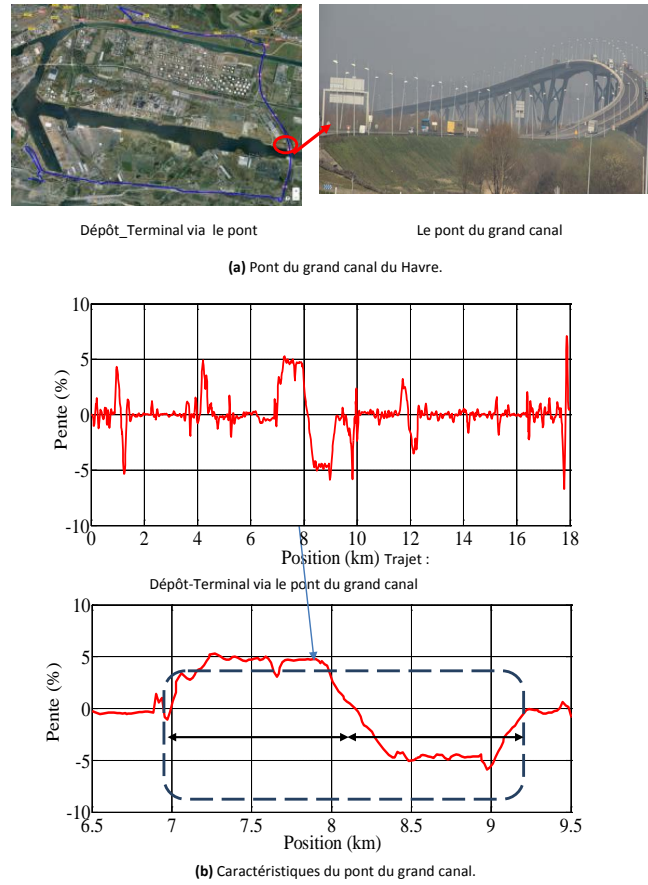 Dépôt_Terminal via le pont
Le pont du grand canal
(a) Pont du grand canal du Havre.
10
5
0
-5
-10
Pente (%)
0 2 4 6 8 10 12 14 16 18
Position (km) Trajet :
Dépôt-Terminal via le pont du grand canal
10
5
0
-5
-10
Pente (%)
6.5 7 7.5 8 8.5 9 9.5
Position (km)
(b) Caractéristiques du pont du grand canal.